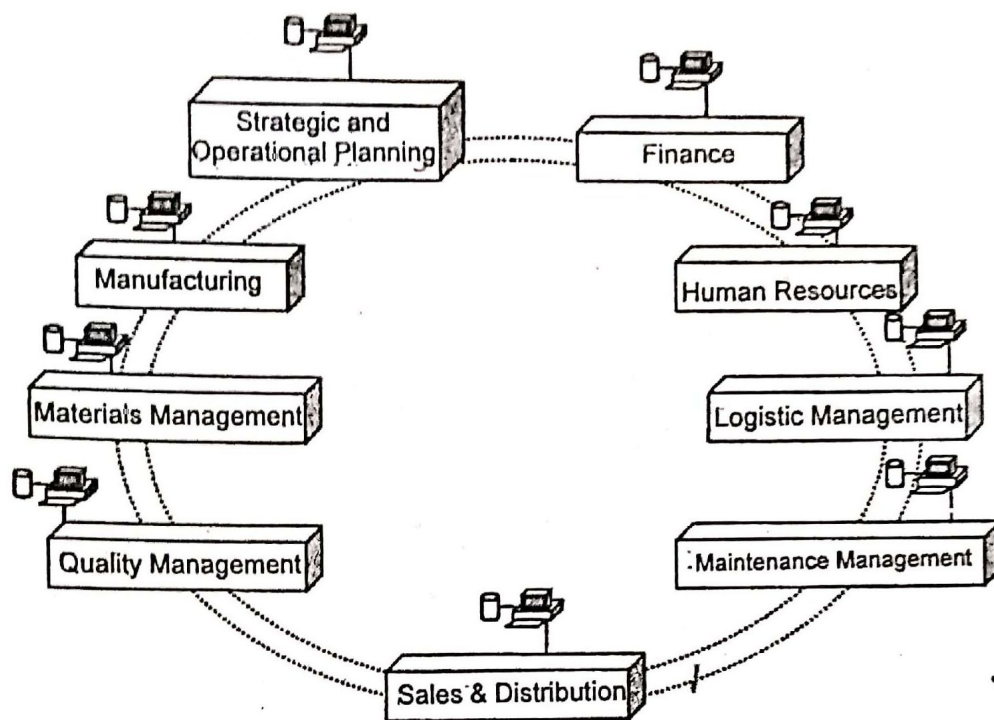 Strategic and
Operational Planning
Finance
Manufacturing
Human Resources
Materials Management
Logistic Management
Quality Management
Maintenance Management
Sales & Distribution